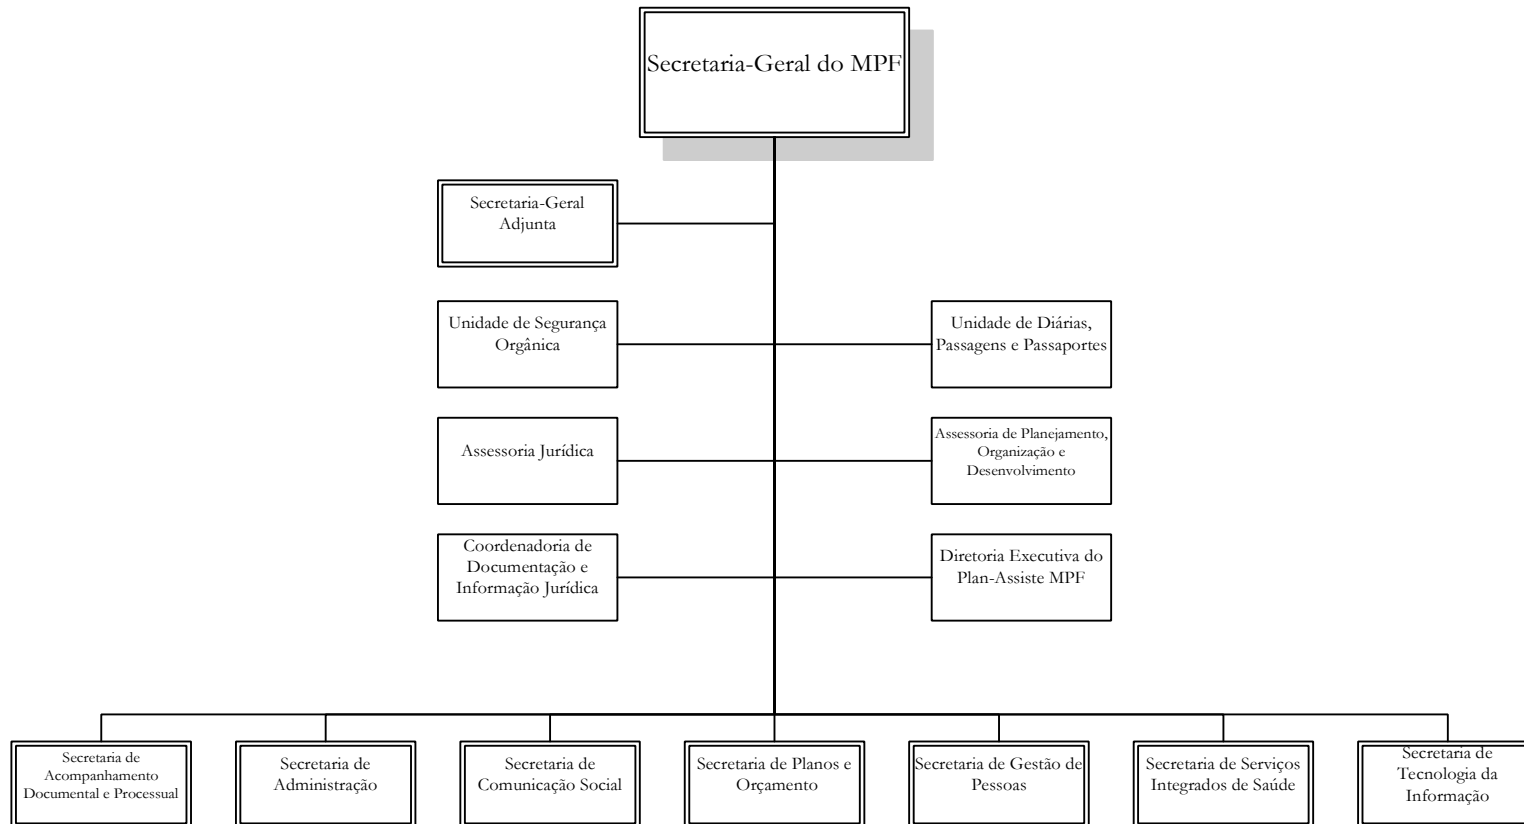 Secretaria-Geral do MPF
Secretaria-Geral
Adjunta
Unidade de Segurança
Orgânica
Unidade de Diárias,
Passagens e Passaportes
Assessoria Jurídica
Assessoria de Planejamento,
Organização e
Desenvolvimento
Coordenadoria de
Documentação e
Informação Jurídica
Diretoria Executiva do
Plan-Assiste MPF
Secretaria de
Acompanhamento
Documental e Processual
Secretaria de
Administração
Secretaria de
Comunicação Social
Secretaria de Planos e
Orçamento
Secretaria de Gestão de
Pessoas
Secretaria de Serviços
Integrados de Saúde
Secretaria de
Tecnologia da
Informação